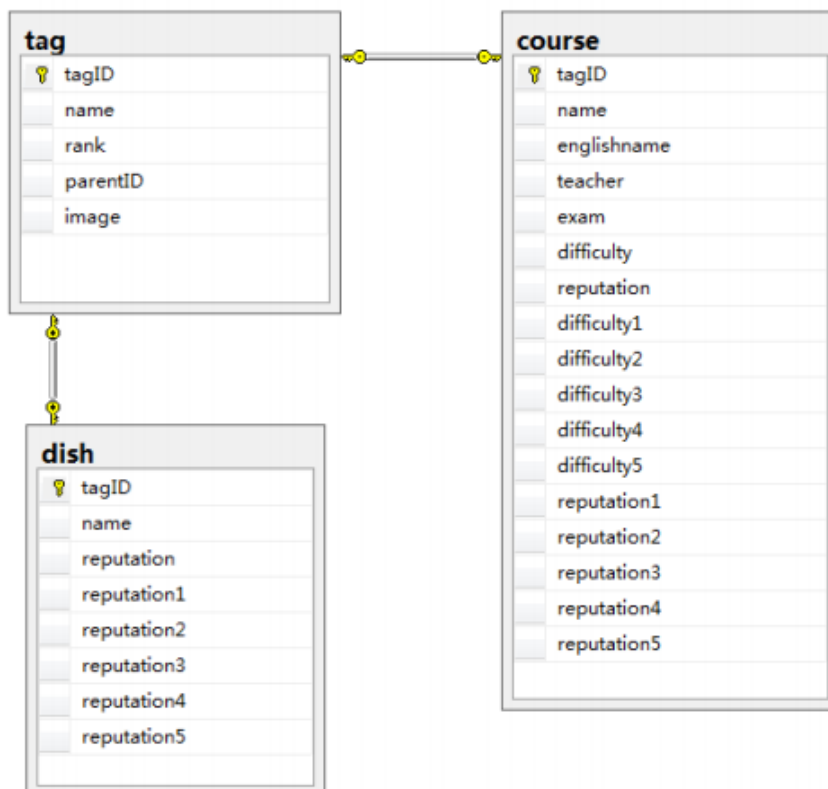 tag
tagID
name
rank
parentID
image
course
tagID
name
englishname
teacher
exam
difficulty
reputation
difficulty1
difficulty2
difficulty3
difficulty4
difficulty5
reputation1
reputation2
reputation3
reputation4
reputation5
dish
tagID
name
reputation
reputation1
reputation2
reputation3
reputation4
reputation5